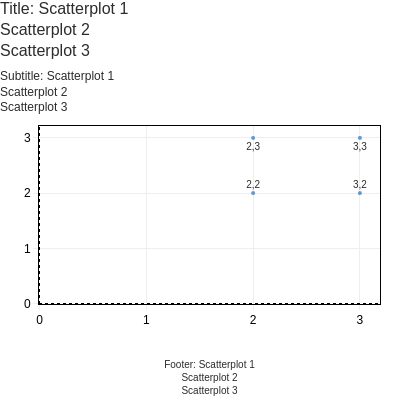 Title: Scatterplot 1
Scatterplot 2
Scatterplot 3
Subtitle: Scatterplot 1
Scatterplot 2
Scatterplot 3
3
2,3
3,3
2,2
3,2
2
1
0
0 1 2 3
Footer: Scatterplot 1
Scatterplot 2
Scatterplot 3